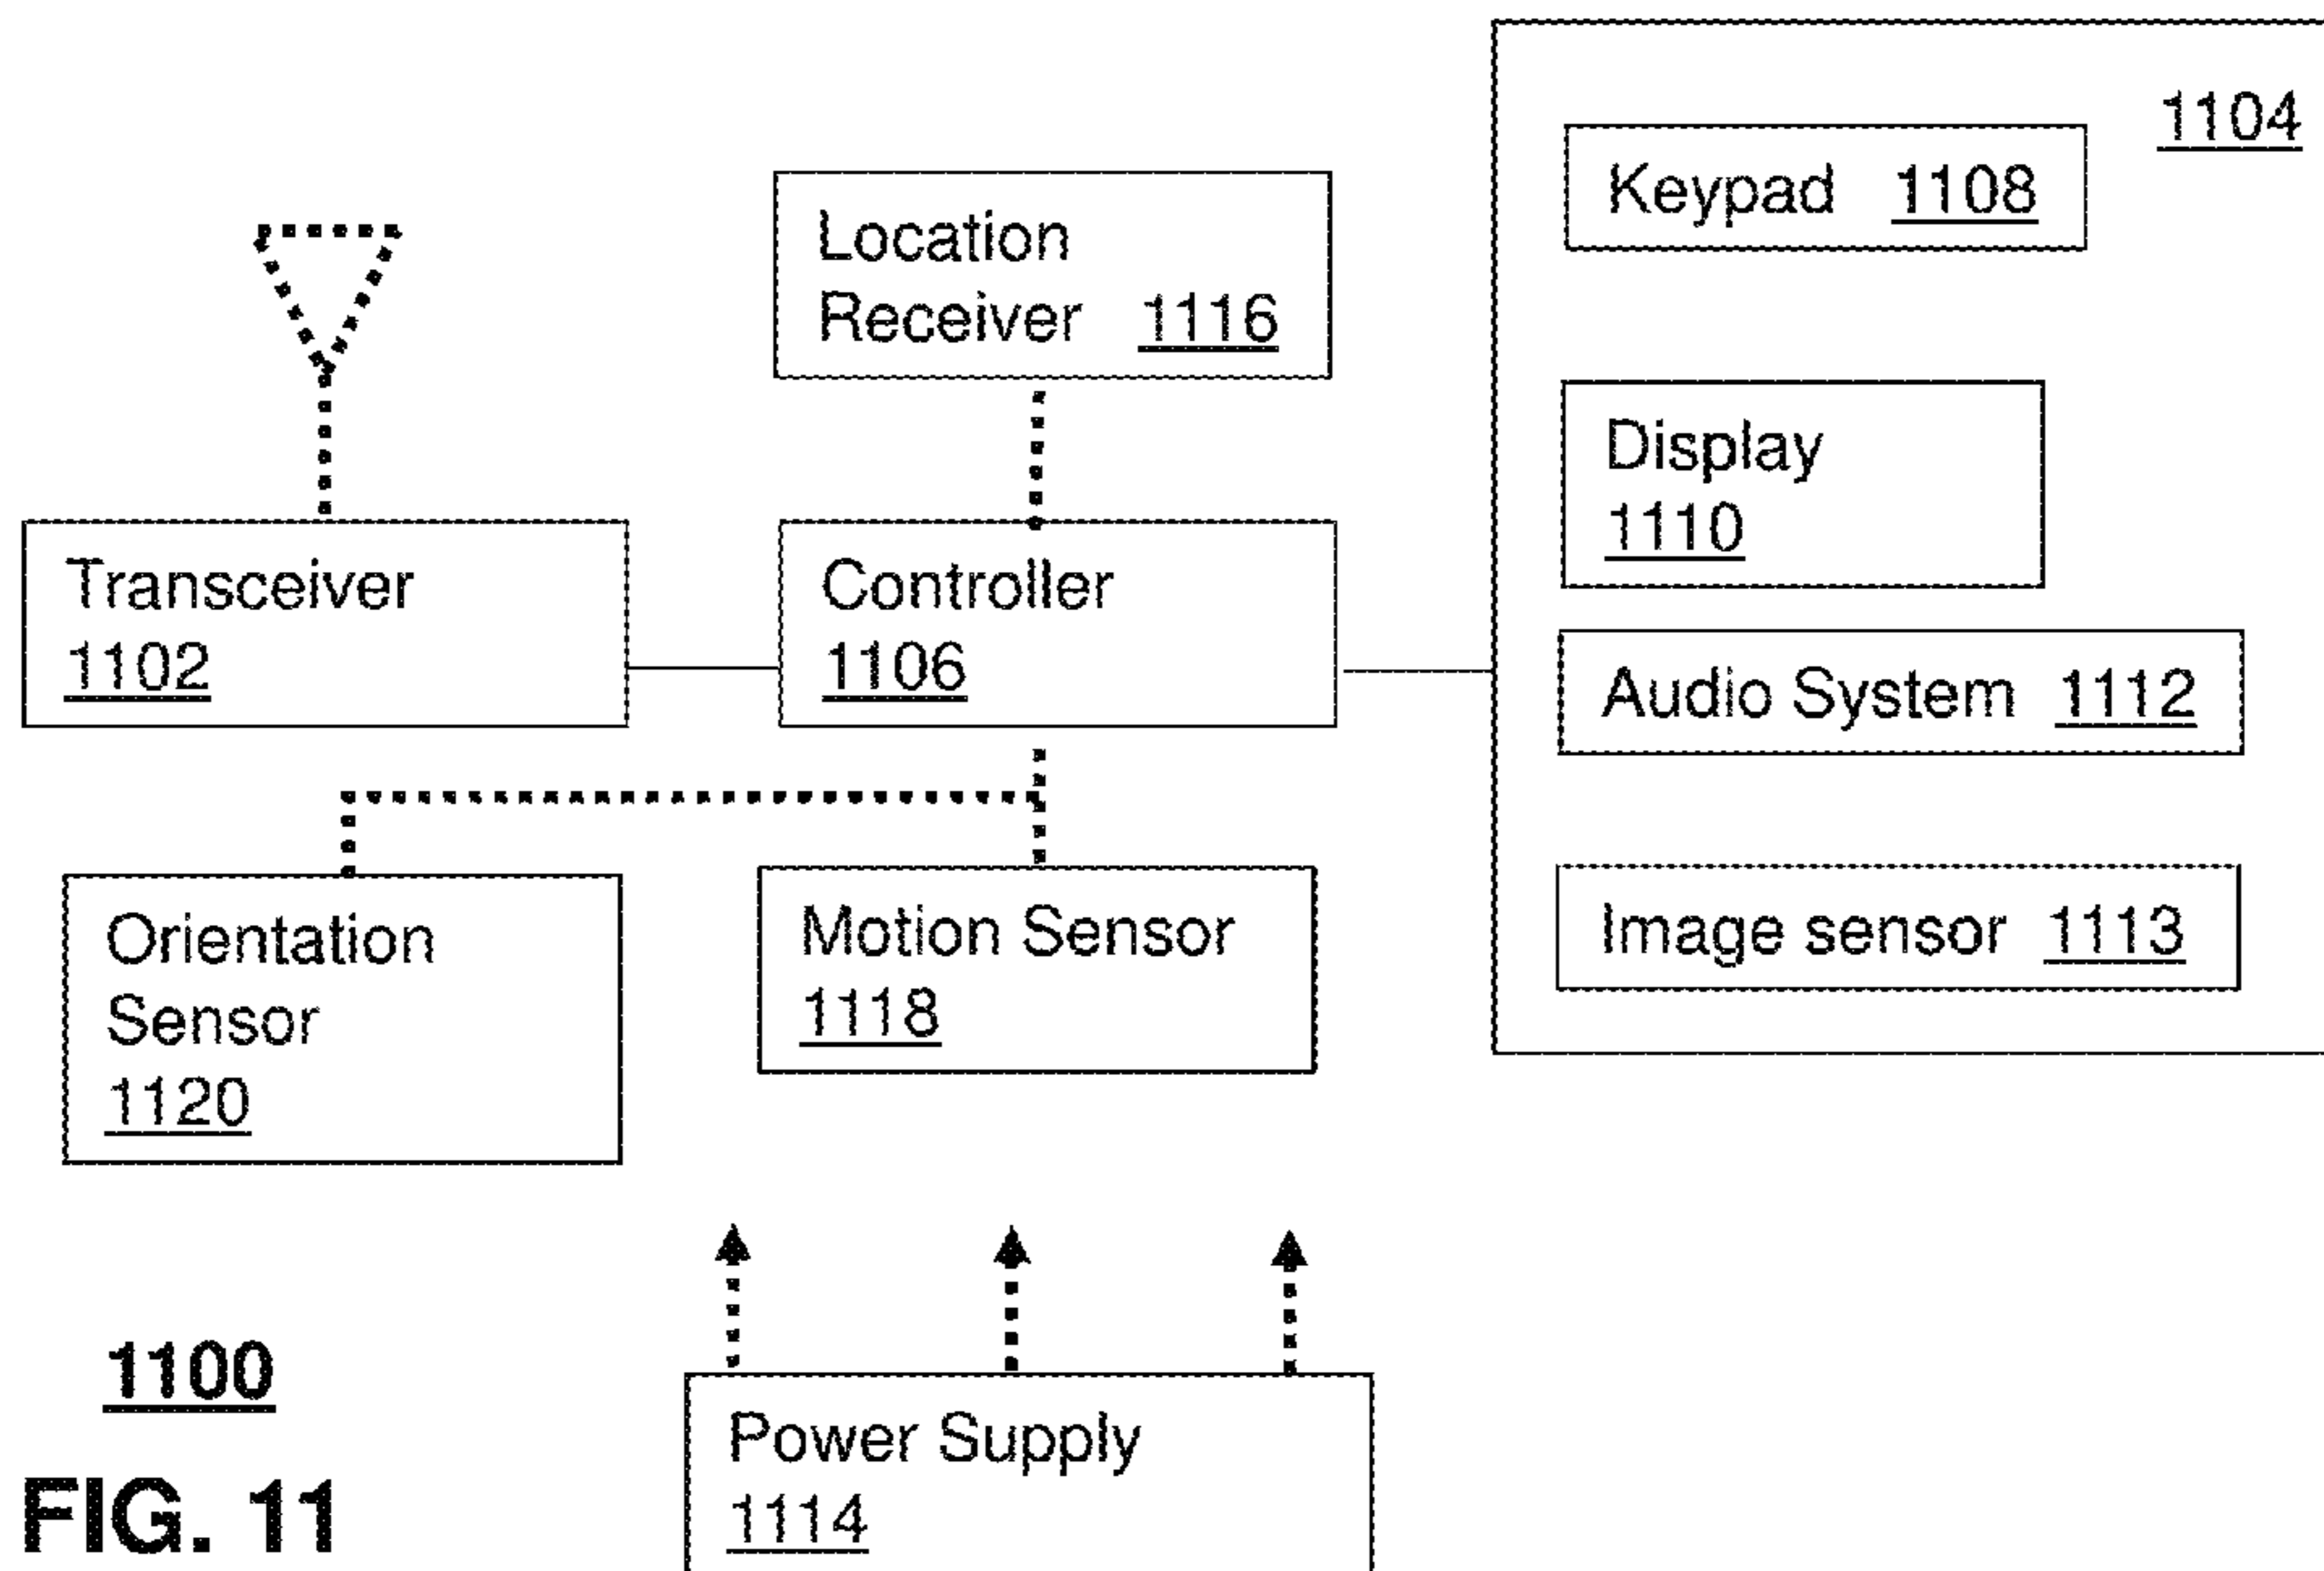 1104
Keypad 1108
Location
Receiver 1116
Display
1110
Transceiver
1102
Controller
1106
Audio System 1112
Image sensor 1113
Orientation
Sensor
1120
Motion Sensor
1118
1100
FIG. 11
Power Supply
1114